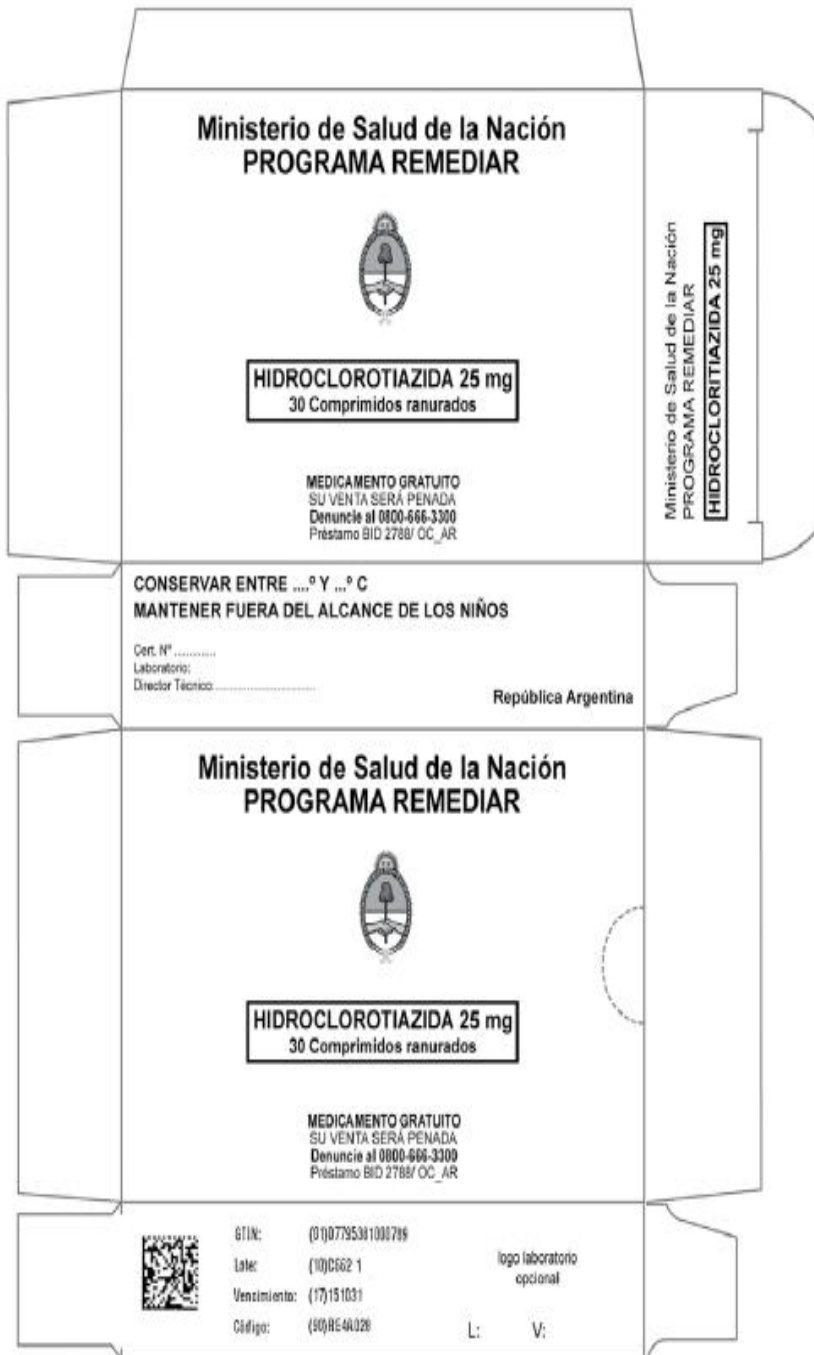 Ministerio de Salud de la Nación
PROGRAMA REMEDIAR
HIDROCLOROTIAZIDA 25 mg
30 Comprimidos ranurados
MEDICAMENTO GRATUITO
SU VENTA SERÁ PENADA
Denuncie al 0800-666-3300
Préstamo BID 2788/ OC_AR
Ministerio de Salud de la Nación
PROGRAMA REMEDIAR
HIDROCLORITIAZIDA 25 mg
CONSERVAR ENTRE ....º Y ...º C
MANTENER FUERA DEL ALCANCE DE LOS NIÑOS
Cert. Nº ............
Laboratorio:
Director Técnico:............................
República Argentina
Ministerio de Salud de la Nación
PROGRAMA REMEDIAR
HIDROCLOROTIAZIDA 25 mg
30 Comprimidos ranurados
MEDICAMENTO GRATUITO
SU VENTA SERÁ PENADA
Denuncie al 0800-666-3300
Préstamo BID 2788/ OC_AR
GTIN: (01)07795381000789
Lote:
Vencimiento: (17)151031
Código:
logo laboratorio
opcional
L: V: